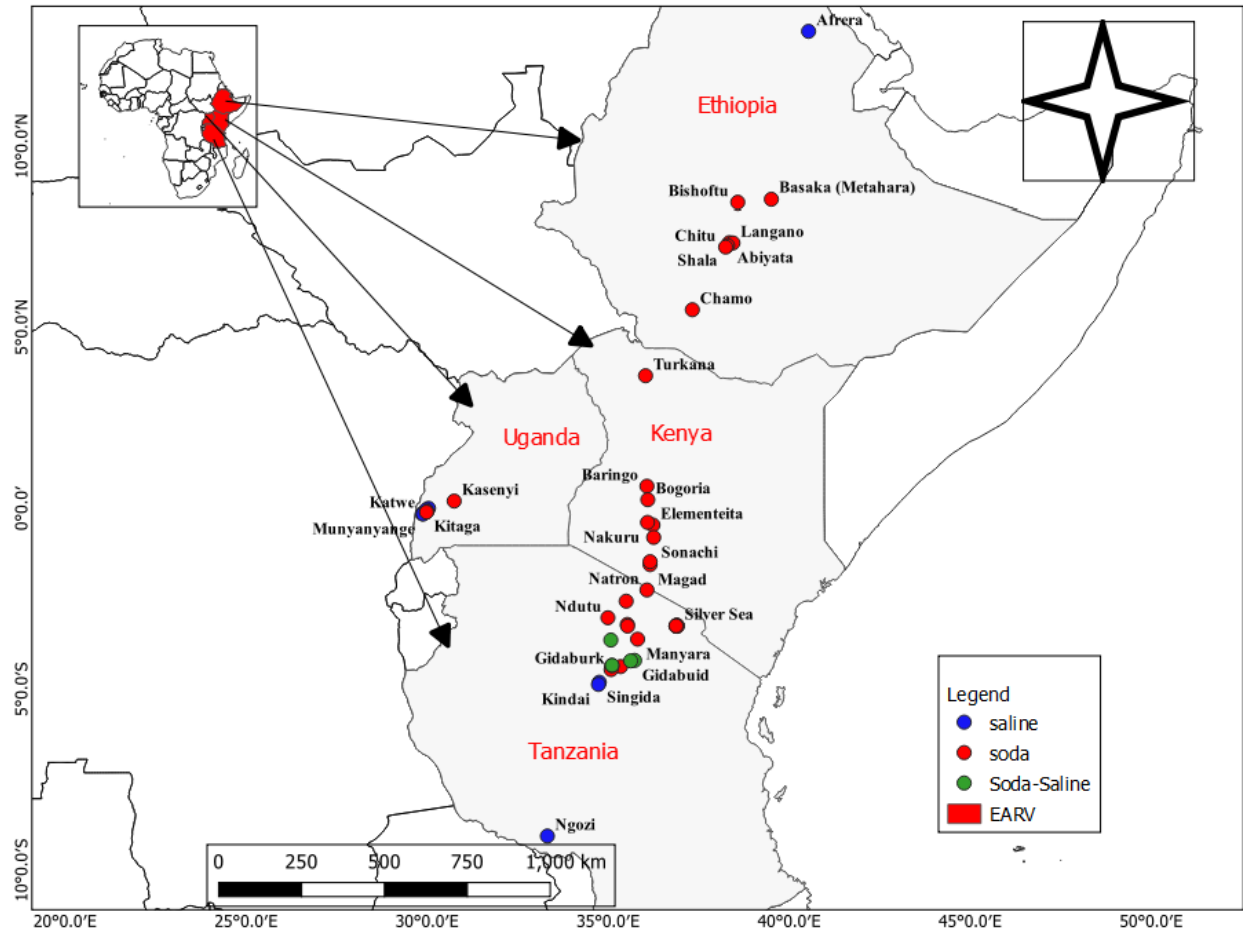 Afrera
Ethiopia
10°0.0'N
Bishoftu
Basaka (Metahara)
Chitu
Langano
Shala
Abiyata
Chamo
5°0.0'N
Turkana
Uganda
Kenya
Baringo
Bogoria
Kasenyi
Katwe
Elementeita
0°0.0'
Munyanyange
Kitaga
Nakuru
Sonachi
Natron
Magad
Ndutu
Silver Sea
Gidaburk
Manyara
Gidabuid
5°0.0'S
Kindai
Singida
Legend
saline
soda
Soda-Saline
EARV
Tanzania
Ngozi
10°0.0'S
0 250 500 750 1,000 km
20°0.0'E 25°0.0'E 30°0.0'E 35°0.0'E 40°0.0'E 45°0.0'E 50°0.0'E